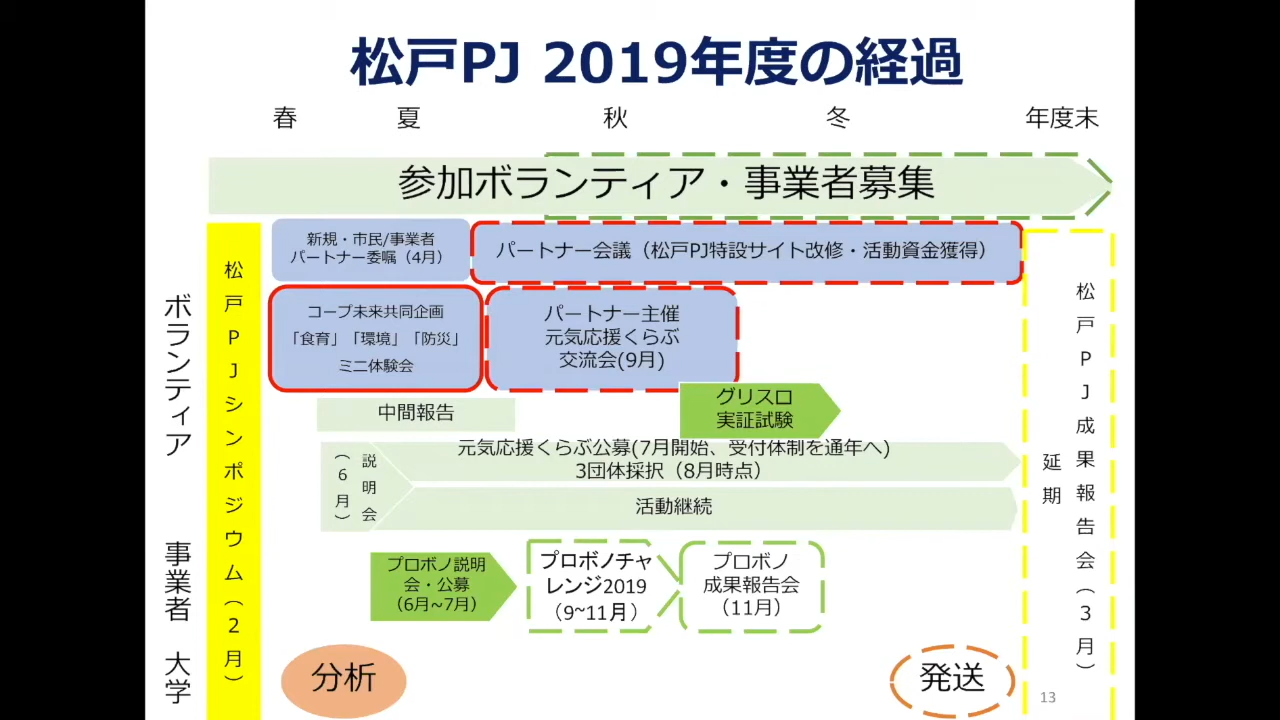 松戸PJ 2019年度の経過
春 夏 秋 冬 年度末
参加ボランティア・事業者募集
ボランティア
事業者
大学
松戸PJシンポジウム（2月）
新規・市民/事業者
パートナー委嘱（4月）
パートナー会議（松戸PJ特設サイト改修・活動資金獲得）
コープ未来共同企画
「食育」「環境」「防災」
ミニ体験会
パートナー主催
元気応援くらぶ
交流会(9月)
グリスロ
実証試験
中間報告
説明会
（6月）
元気応援くらぶ公募(7月開始、受付体制を通年へ)
3団体採択（8月時点）
活動継続
プロボノ説明
会・公募
（6月~7月）
プロボノチャ
レンジ2019
（9~11月）
プロボノ
成果報告会
（11月）
松戸PJ成果報告会（3月）
延期
分析
発送
13